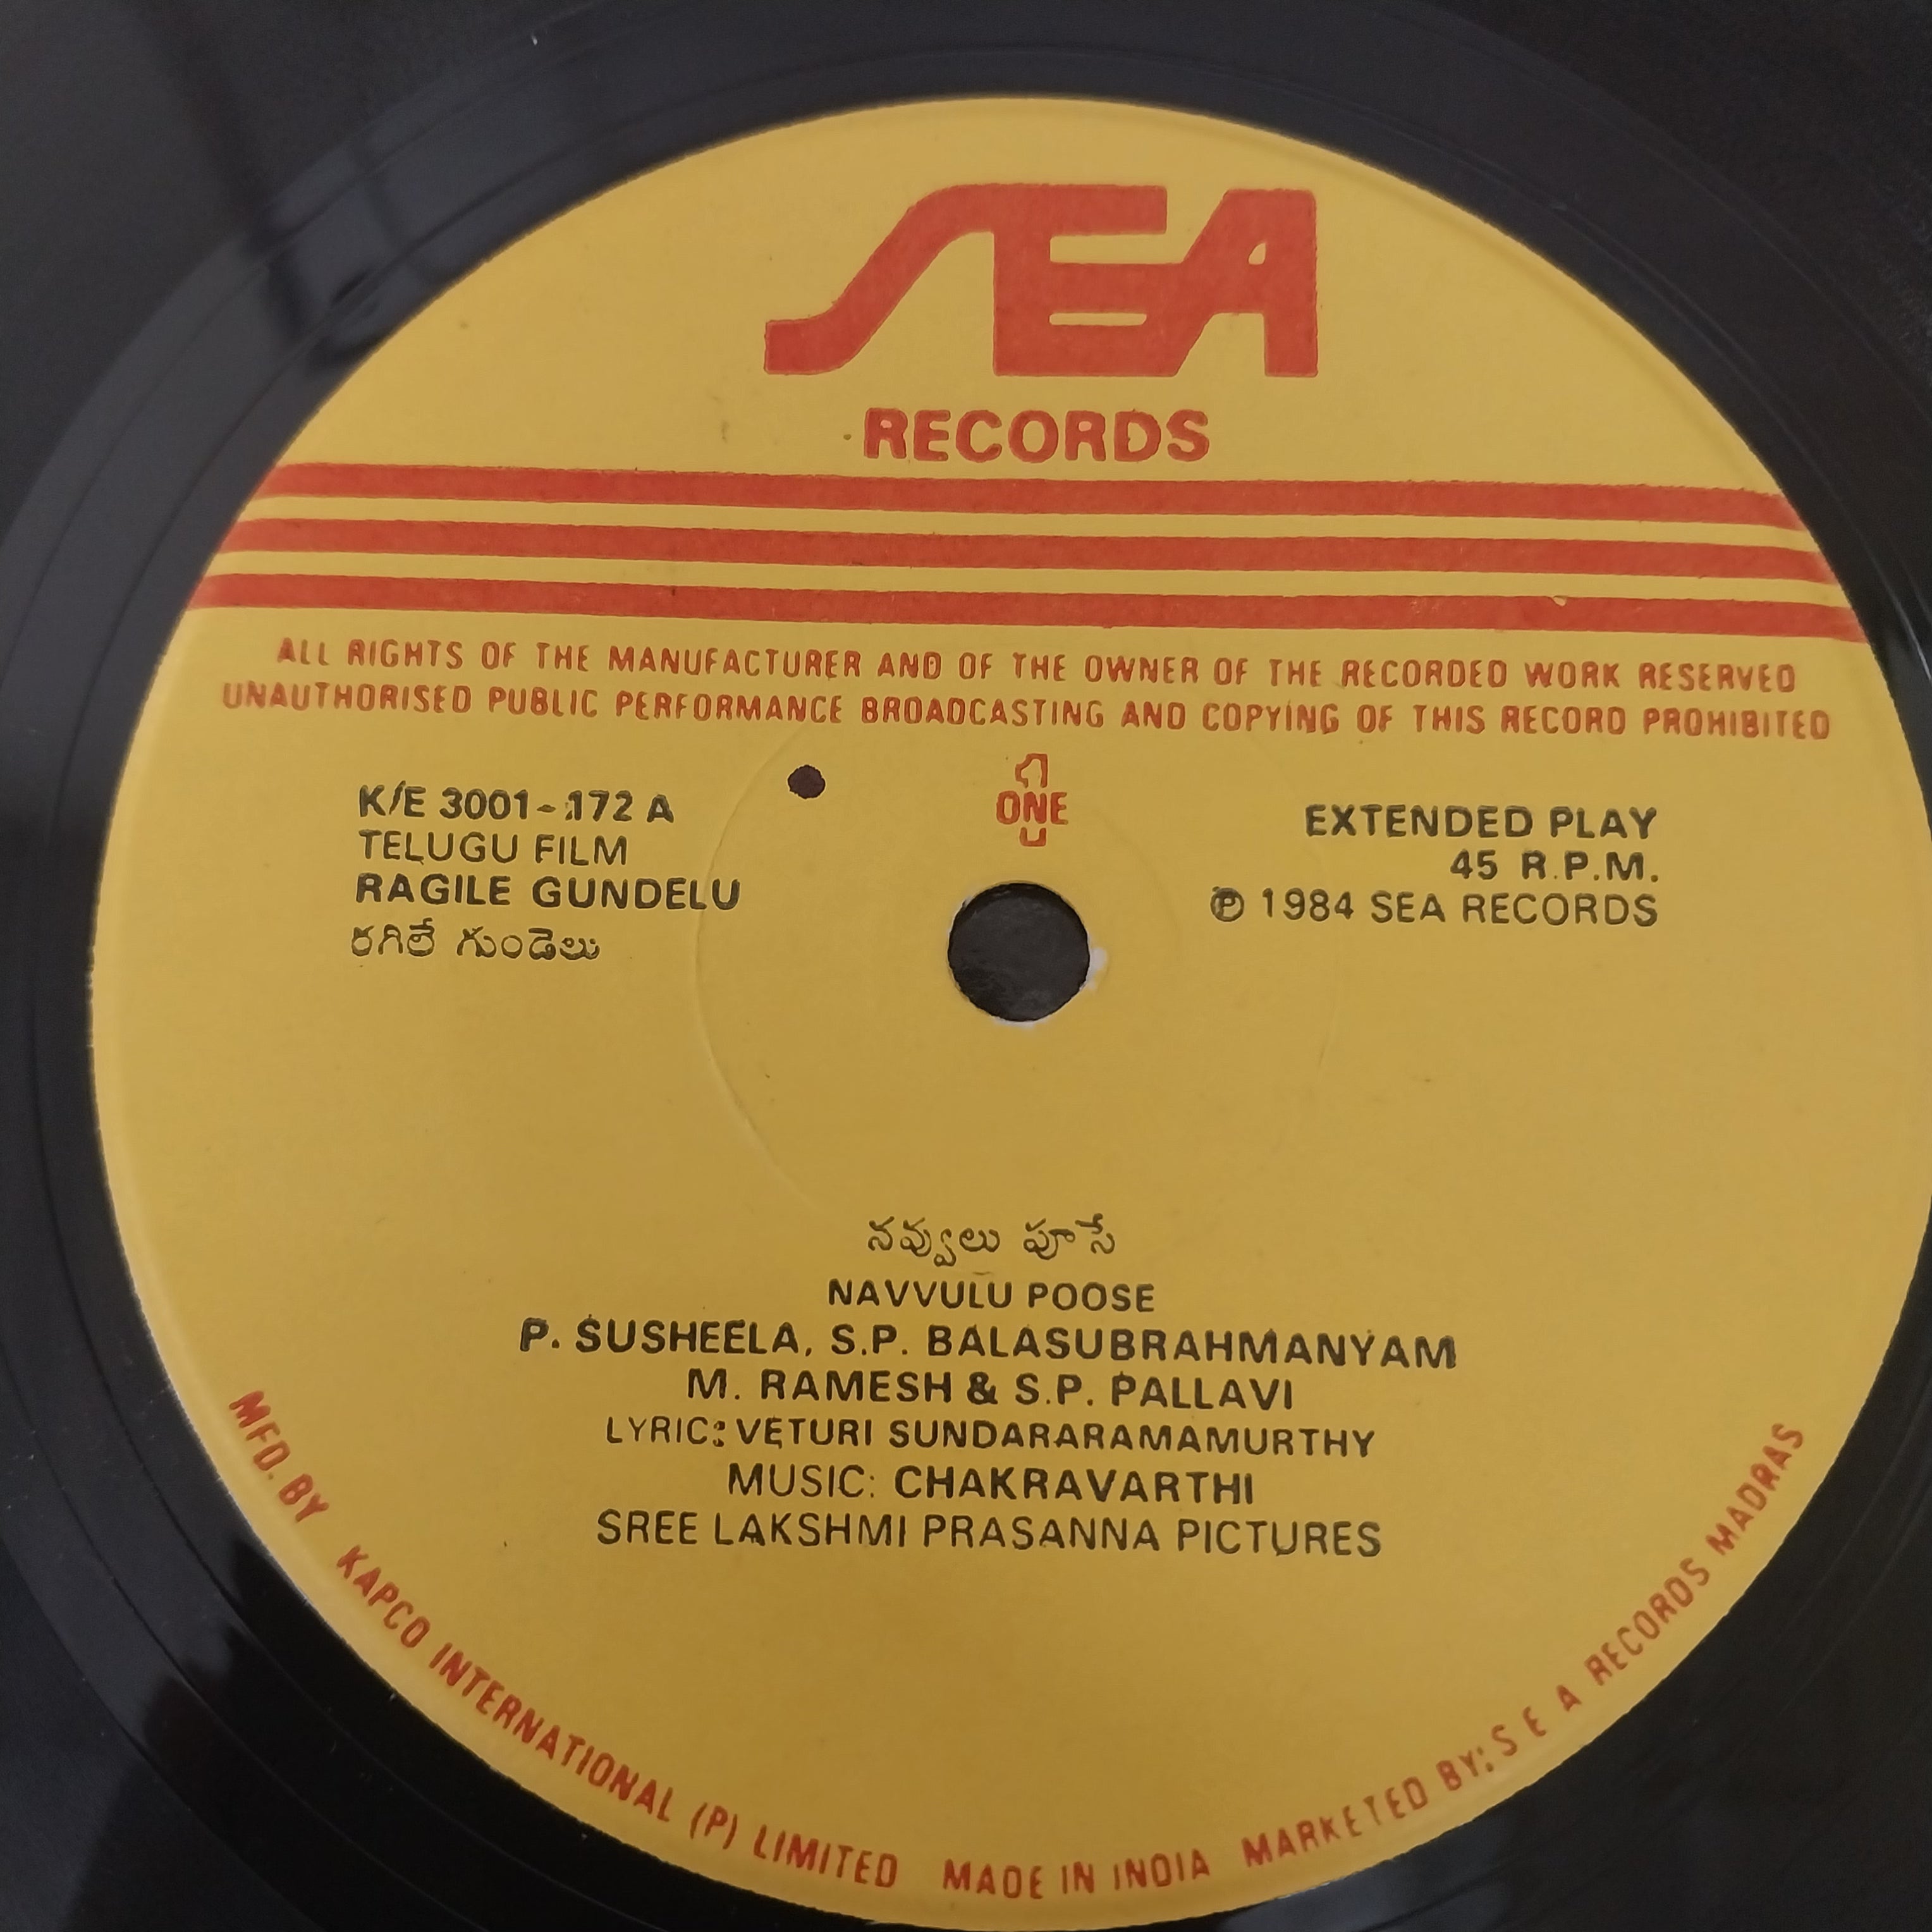 SEA
RECORDS
ALL RIGHTS OF THE MANUFACTURER AND OF THE OWNER OF THE RECORDED WORK RESERVED
UNAUTHORISED PUBLIC PERFORMANCE BROADCASTING AND COPYING OF THIS RECORD PROHIBITED
1
ONE
K/E 3001-172 A
TELUGU FILM
RAGILE GUNDELU
రగిలే గుండెలు
EXTENDED PLAY
45 R.P.M.
℗ 1984 SEA RECORDS
నవ్వులు పూసే
NAVVULU POOSE
P. SUSHEELA, S.P. BALASUBRAHMANYAM
M. RAMESH & S.P. PALLAVI
LYRIC: VETURI SUNDARARAMAMURTHY
MUSIC: CHAKRAVARTHI
SREE LAKSHMI PRASANNA PICTURES
MFD. BY KAPCO INTERNATIONAL (P) LIMITED MADE IN INDIA MARKETED BY: S E A RECORDS MADRAS